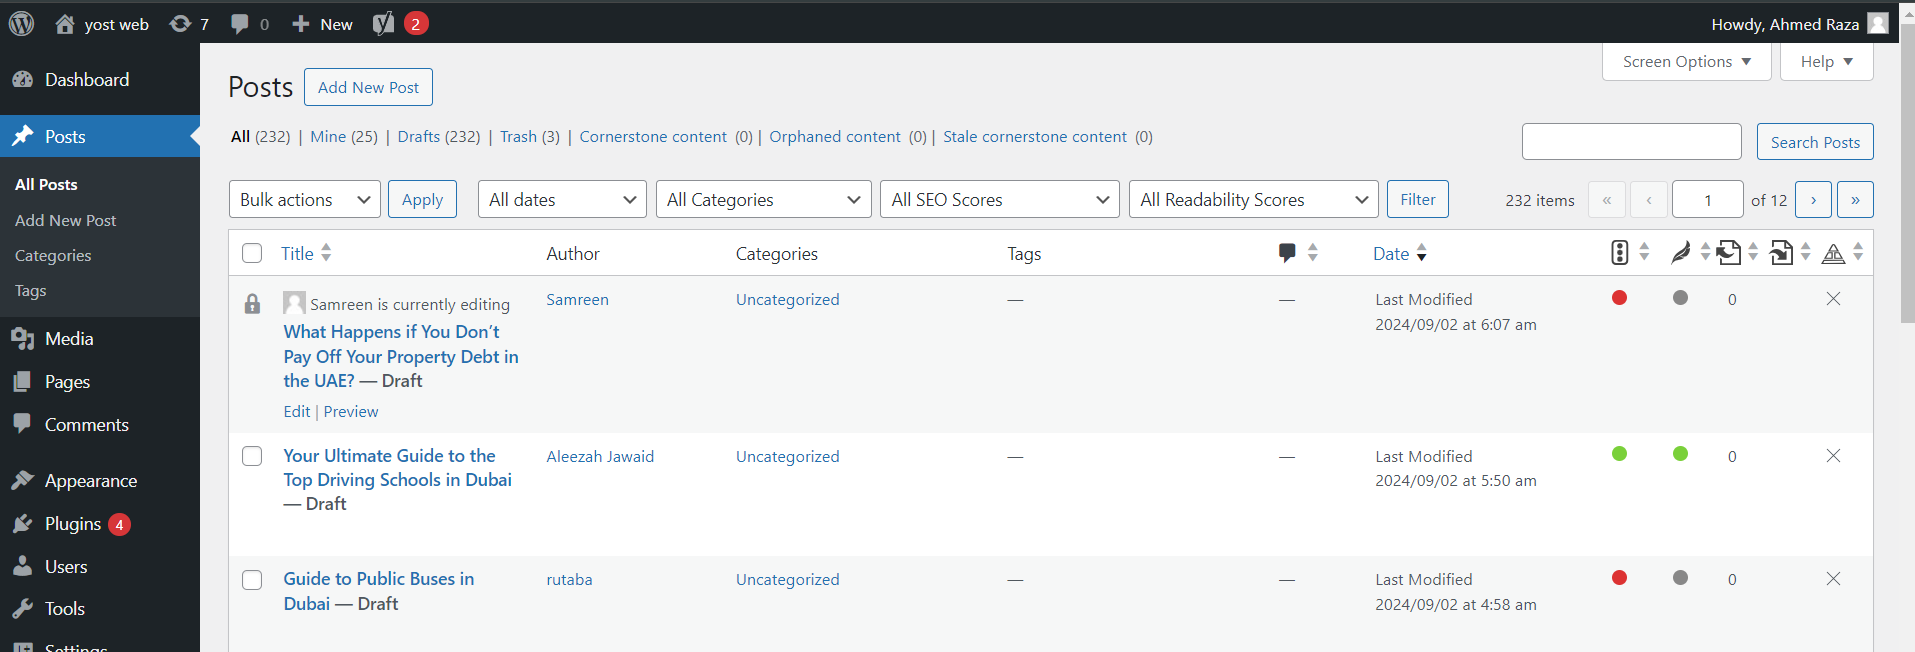 yost web 7 0 New 2 Howdy, Ahmed Raza
Dashboard
Posts
All Posts
Add New Post
Categories
Tags
Media
Pages
Comments
Appearance
Plugins 4
Users
Tools
Settings
Screen Options Help
Posts Add New Post
All (232) | Mine (25) | Drafts (232) | Trash (3) | Cornerstone content (0) | Orphaned content (0) | Stale cornerstone content (0)
Search Posts
Bulk actions Apply All dates All Categories All SEO Scores All Readability Scores Filter 232 items « ‹ 1 of 12 › »
Title Author Categories Tags Date
Samreen is currently editing
What Happens if You Don’t
Pay Off Your Property Debt in
the UAE? — Draft
Edit | Preview
Samreen
Uncategorized
—
—
Last Modified
2024/09/02 at 6:07 am
0
Your Ultimate Guide to the
Top Driving Schools in Dubai
— Draft
Aleezah Jawaid
Uncategorized
—
—
Last Modified
2024/09/02 at 5:50 am
0
Guide to Public Buses in
Dubai — Draft
rutaba
Uncategorized
—
—
Last Modified
2024/09/02 at 4:58 am
0